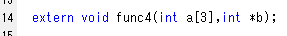 14 extern void func4(int a[3],int *b);
15